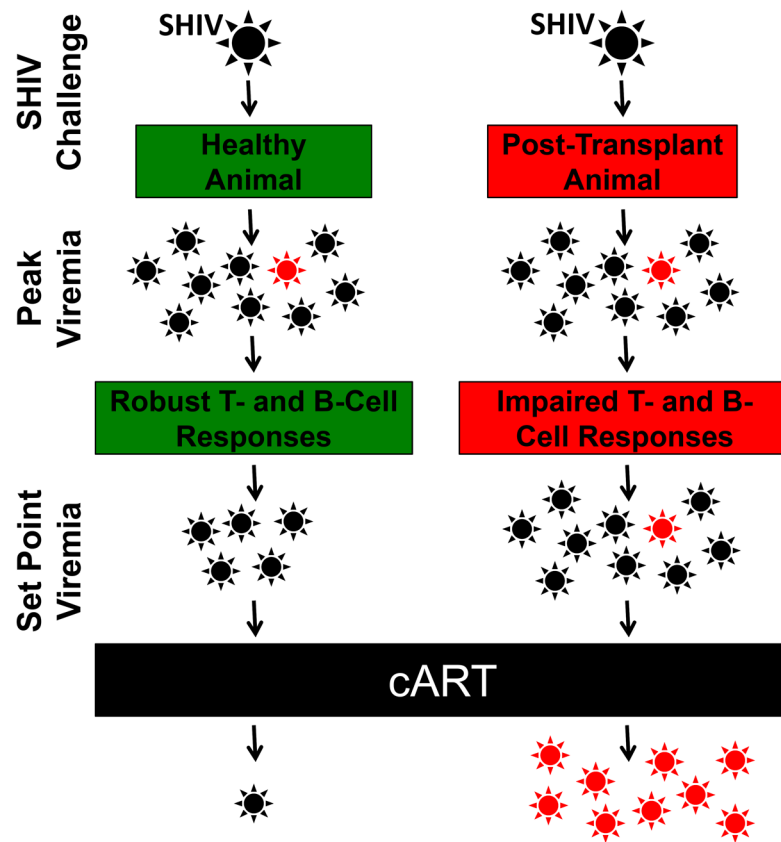 SHIV
SHIV
SHIV
Challenge
Healthy
Animal
Post-Transplant
Animal
Peak
Viremia
Robust T- and B-Cell
Responses
Impaired T- and B-
Cell Responses
Set Point
Viremia
cART